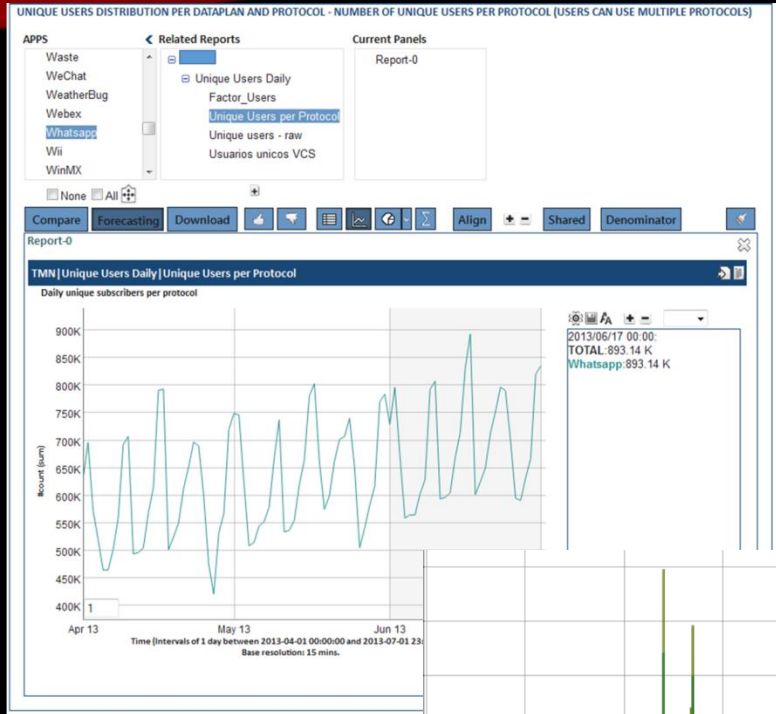 UNIQUE USERS DISTRIBUTION PER DATAPLAN AND PROTOCOL - NUMBER OF UNIQUE USERS PER PROTOCOL (USERS CAN USE MULTIPLE PROTOCOLS)
APPS
Waste
WeChat
WeatherBug
Webex
Whatsapp
Wii
WinMX
None All
Related Reports
Unique Users Daily
Factor_Users
Unique Users per Protocol
Unique users - raw
Usuarios unicos VCS
Current Panels
Report-0
Compare Forecasting Download Align Shared Denominator
Report-0
TMN|Unique Users Daily|Unique Users per Protocol
Daily unique subscribers per protocol
900K
850K
800K
750K
700K
650K
600K
550K
500K
450K
400K
#count (sum)
1
Apr 13 May 13 Jun 13
Time (Intervals of 1 day between 2013-04-01 00:00:00 and 2013-07-01 23:
Base resolution: 15 mins.
2013/06/17 00:00:
TOTAL:893.14 K
Whatsapp:893.14 K